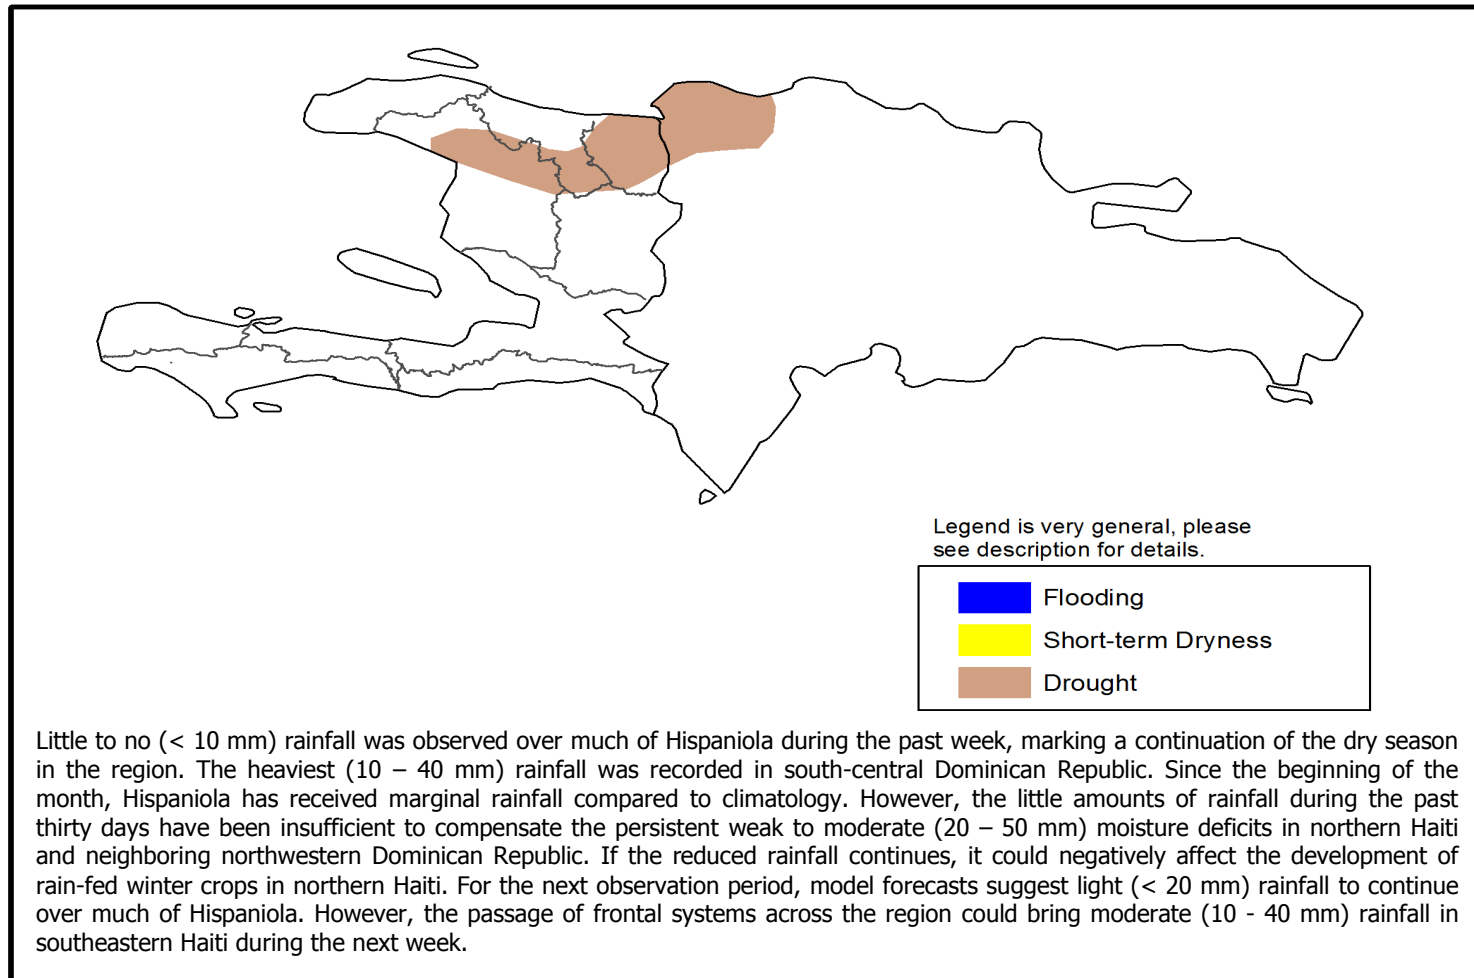 Legend is very general, please
see description for details.
Flooding
Short-term Dryness
Drought
Little to no (< 10 mm) rainfall was observed over much of Hispaniola during the past week, marking a continuation of the dry season
in the region. The heaviest (10 – 40 mm) rainfall was recorded in south-central Dominican Republic. Since the beginning of the
month, Hispaniola has received marginal rainfall compared to climatology. However, the little amounts of rainfall during the past
thirty days have been insufficient to compensate the persistent weak to moderate (20 – 50 mm) moisture deficits in northern Haiti
and neighboring northwestern Dominican Republic. If the reduced rainfall continues, it could negatively affect the development of
rain-fed winter crops in northern Haiti. For the next observation period, model forecasts suggest light (< 20 mm) rainfall to continue
over much of Hispaniola. However, the passage of frontal systems across the region could bring moderate (10 - 40 mm) rainfall in
southeastern Haiti during the next week.